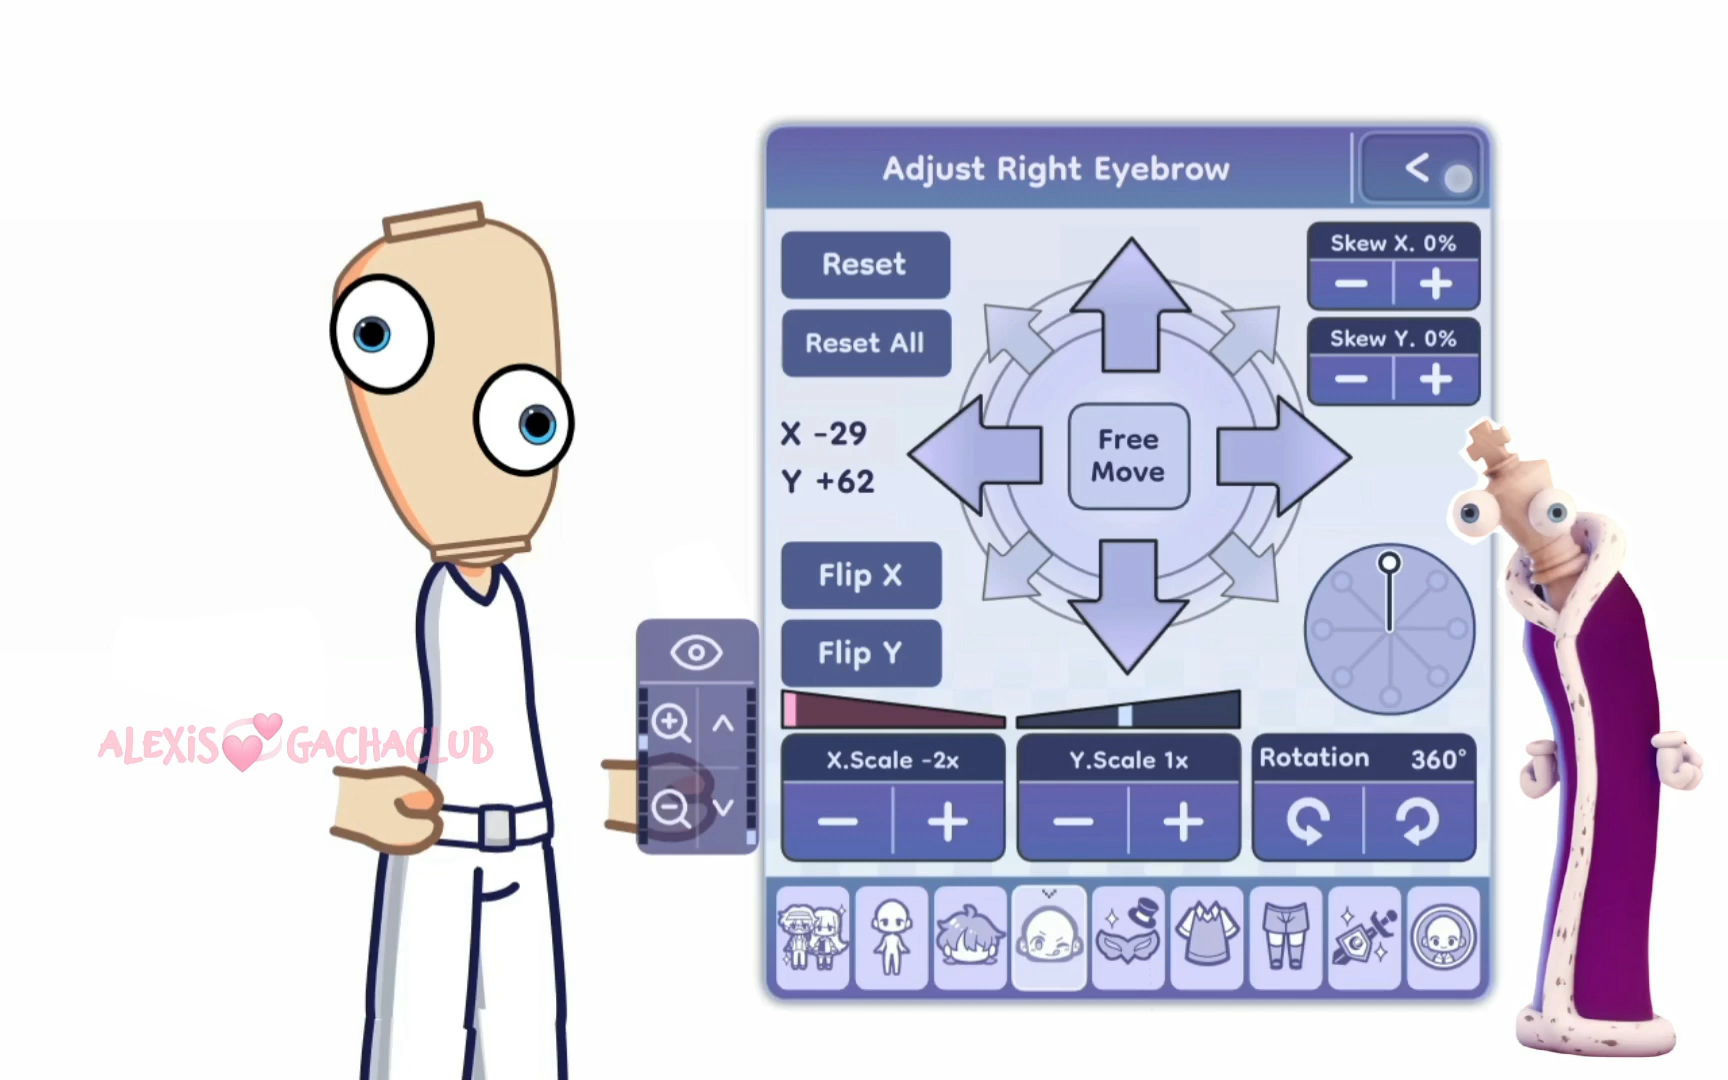 Adjust Right Eyebrow
<
Reset
Reset All
X -29
Y +62
Flip X
Flip Y
Free
Move
Skew X. 0%
− +
Skew Y. 0%
− +
X.Scale -2x
− +
Y.Scale 1x
− +
Rotation 360°
ALEXIS GACHACLUB